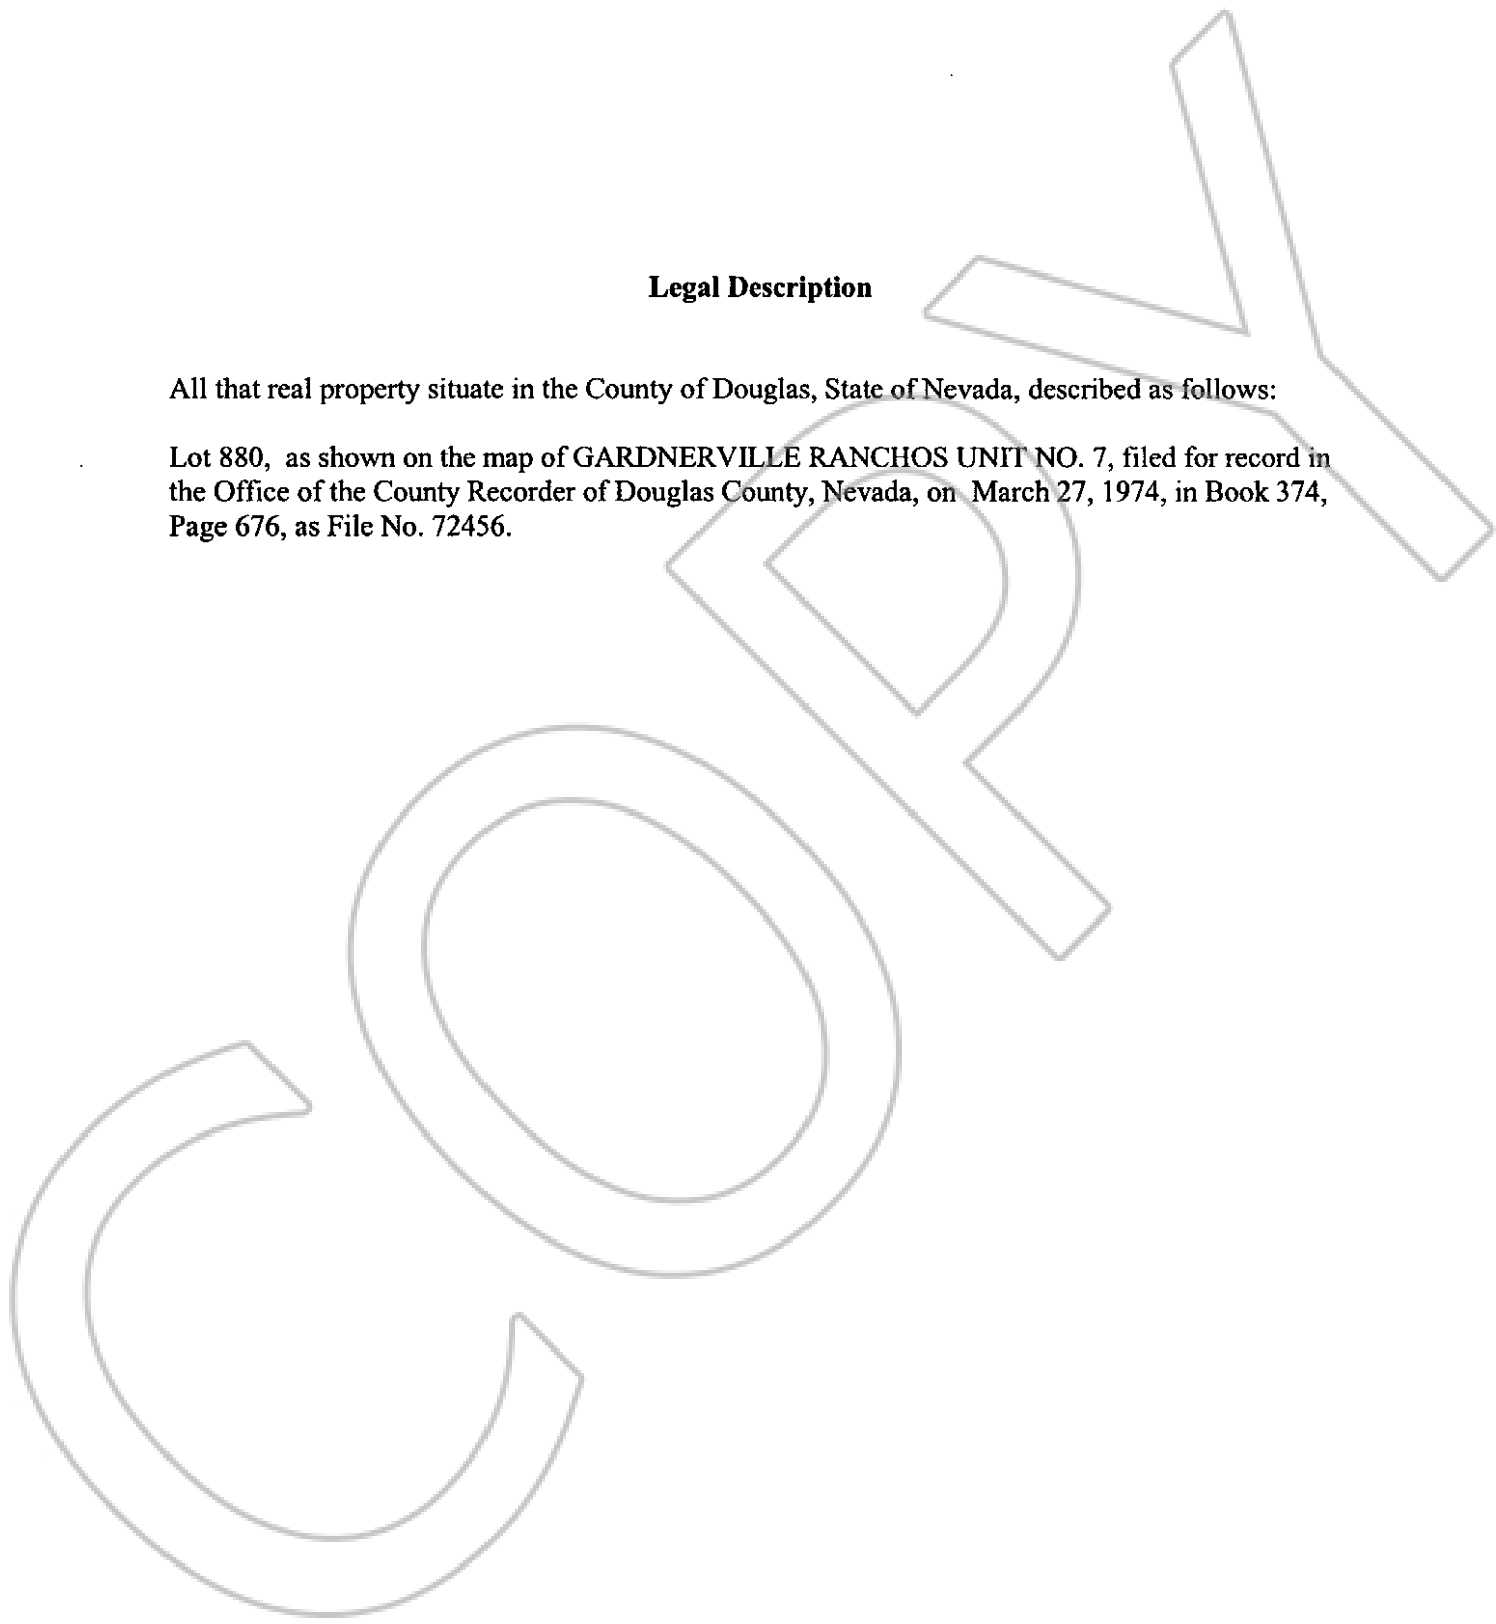 Legal Description
All that real property situate in the County of Douglas, State of Nevada, described as follows:
Lot 880, as shown on the map of GARDNERVILLE RANCHOS UNIT NO. 7, filed for record in
the Office of the County Recorder of Douglas County, Nevada, on March 27, 1974, in Book 374,
Page 676, as File No. 72456.
COPY